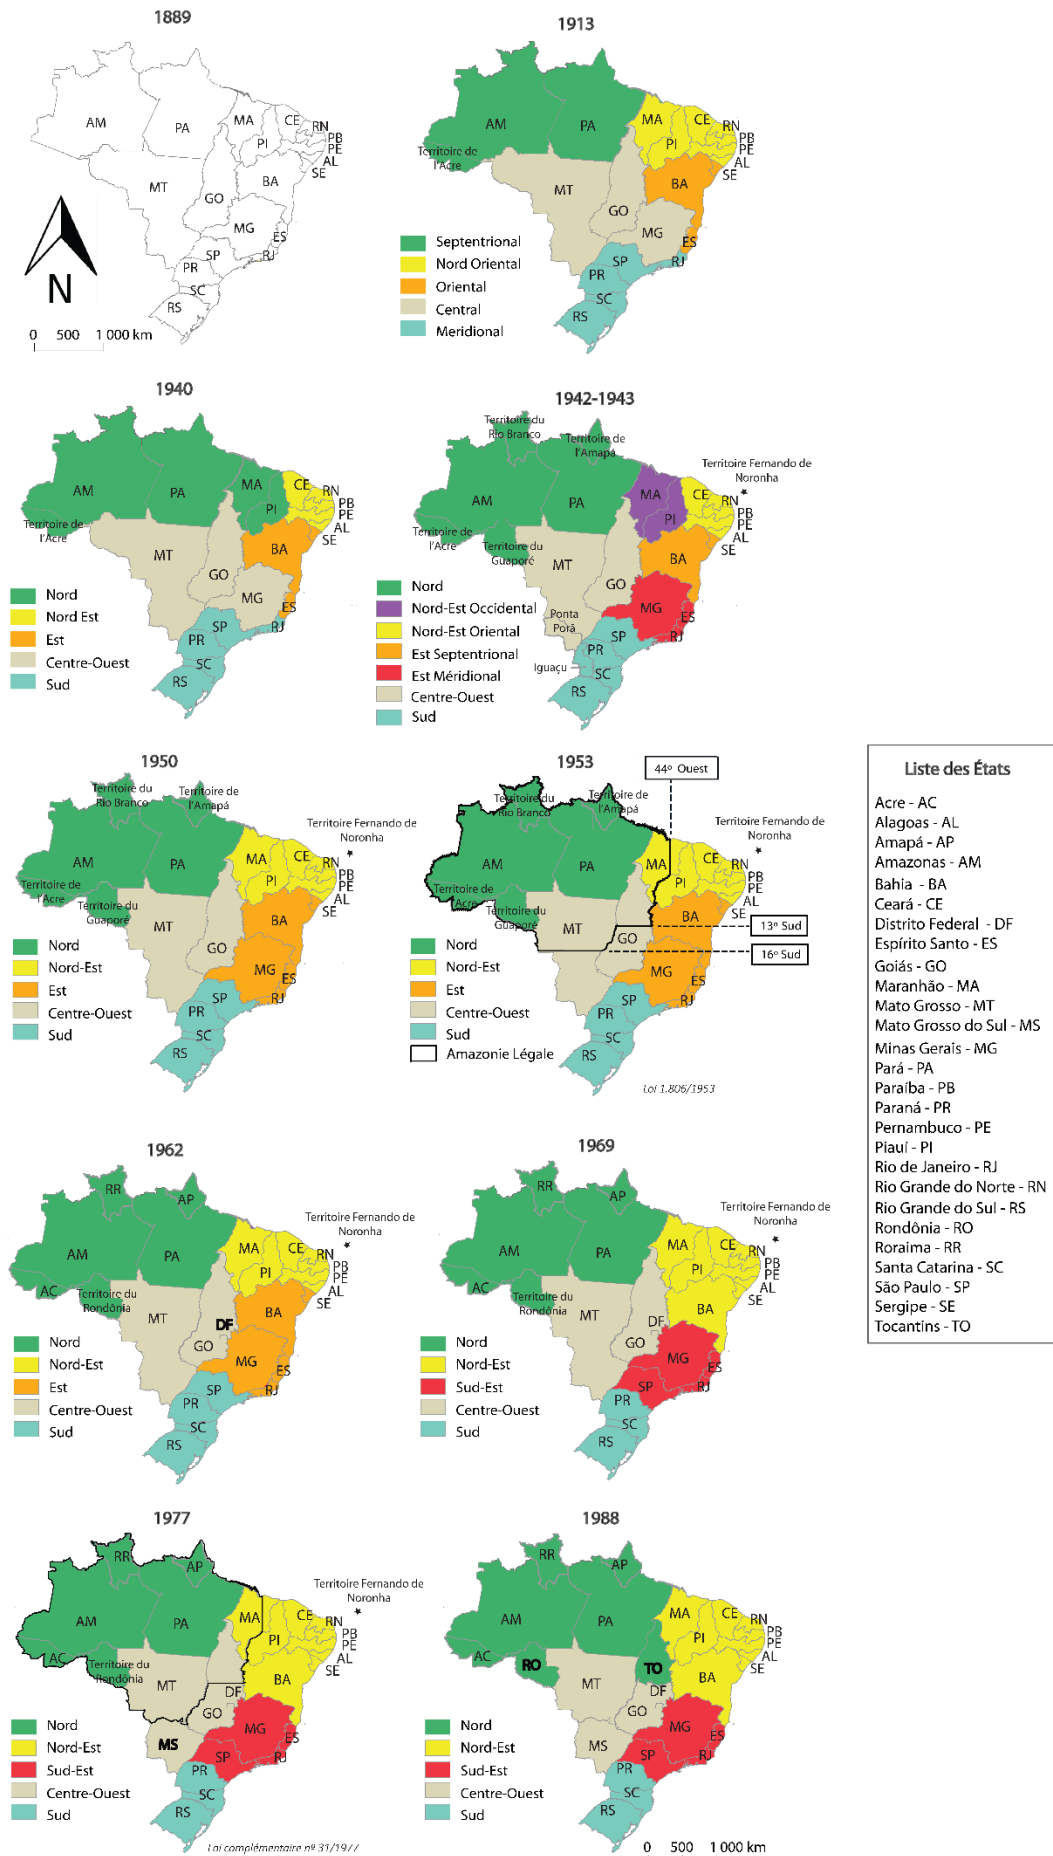 1889
AM
PA
MA
CE
RN
PB
PE
AL
SE
PI
BA
MT
GO
MG
ES
RJ
SP
PR
SC
RS
N
0 500 1 000 km
1913
AM
PA
MA
CE
RN
PB
PE
AL
SE
PI
Territoire de
l'Acre
BA
MT
GO
MG
ES
RJ
SP
PR
SC
RS
Septentrional
Nord Oriental
Oriental
Central
Meridional
1940
AM
PA
MA
CE
RN
PB
PE
AL
SE
PI
Territoire de
l'Acre
BA
MT
GO
MG
ES
RJ
SP
PR
SC
RS
Nord
Nord Est
Est
Centre-Ouest
Sud
1942-1943
Territoire du
Rio Branco
Territoire de
l'Amapá
Territoire Fernando de
Noronha
AM
PA
MA
CE
RN
PB
PE
AL
SE
PI
Territoire de
l'Acre
Territoire du
Guaporé
BA
MT
GO
MG
ES
RJ
Ponta
Porã
SP
PR
Iguaçu
SC
RS
Nord
Nord-Est Occidental
Nord-Est Oriental
Est Septentrional
Est Méridional
Centre-Ouest
Sud
1950
Territoire du
Rio Branco
Territoire de
l'Amapá
Territoire Fernando de
Noronha
AM
PA
MA
CE
RN
PB
PE
AL
SE
PI
Territoire de
l'Acre
Territoire du
Guaporé
BA
MT
GO
MG
ES
RJ
SP
PR
SC
RS
Nord
Nord-Est
Est
Centre-Ouest
Sud
1953
44º Ouest
Territoire du
Rio Branco
Territoire de
l'Amapá
Territoire Fernando de
Noronha
AM
PA
MA
CE
RN
PB
PE
AL
SE
PI
Territoire de
l'Acre
Territoire du
Guaporé
BA
13º Sud
16º Sud
MT
GO
MG
ES
RJ
SP
PR
SC
RS
Nord
Nord-Est
Est
Centre-Ouest
Sud
Amazonie Légale
Loi 1.806/1953
Liste des États
Acre - AC
Alagoas - AL
Amapá - AP
Amazonas - AM
Bahia - BA
Ceará - CE
Distrito Federal - DF
Espírito Santo - ES
Goiás - GO
Maranhão - MA
Mato Grosso - MT
Mato Grosso do Sul - MS
Minas Gerais - MG
Pará - PA
Paraíba - PB
Paraná - PR
Pernambuco - PE
Piauí - PI
Rio de Janeiro - RJ
Rio Grande do Norte - RN
Rio Grande do Sul - RS
Rondônia - RO
Roraima - RR
Santa Catarina - SC
São Paulo - SP
Sergipe - SE
Tocantins - TO
1962
RR
AP
Territoire Fernando de
Noronha
AM
PA
MA
CE
RN
PB
PE
AL
SE
PI
AC
Territoire du
Rondônia
BA
MT
DF
GO
MG
ES
RJ
SP
PR
SC
RS
Nord
Nord-Est
Est
Centre-Ouest
Sud
1969
RR
AP
Territoire Fernando de
Noronha
AM
PA
MA
CE
RN
PB
PE
AL
SE
PI
AC
Territoire du
Rondônia
BA
MT
DF
GO
MG
ES
RJ
SP
PR
SC
RS
Nord
Nord-Est
Sud-Est
Centre-Ouest
Sud
1977
RR
AP
Territoire Fernando de
Noronha
AM
PA
MA
CE
RN
PB
PE
AL
SE
PI
AC
Territoire du
Rondônia
BA
MT
DF
GO
MG
ES
RJ
MS
SP
PR
SC
RS
Nord
Nord-Est
Sud-Est
Centre-Ouest
Sud
Loi complémentaire nº 31/1977
1988
RR
AP
AM
PA
MA
CE
RN
PB
PE
AL
SE
PI
AC
RO
TO
BA
MT
DF
GO
MG
ES
RJ
MS
SP
PR
SC
RS
Nord
Nord-Est
Sud-Est
Centre-Ouest
Sud
0 500 1 000 km